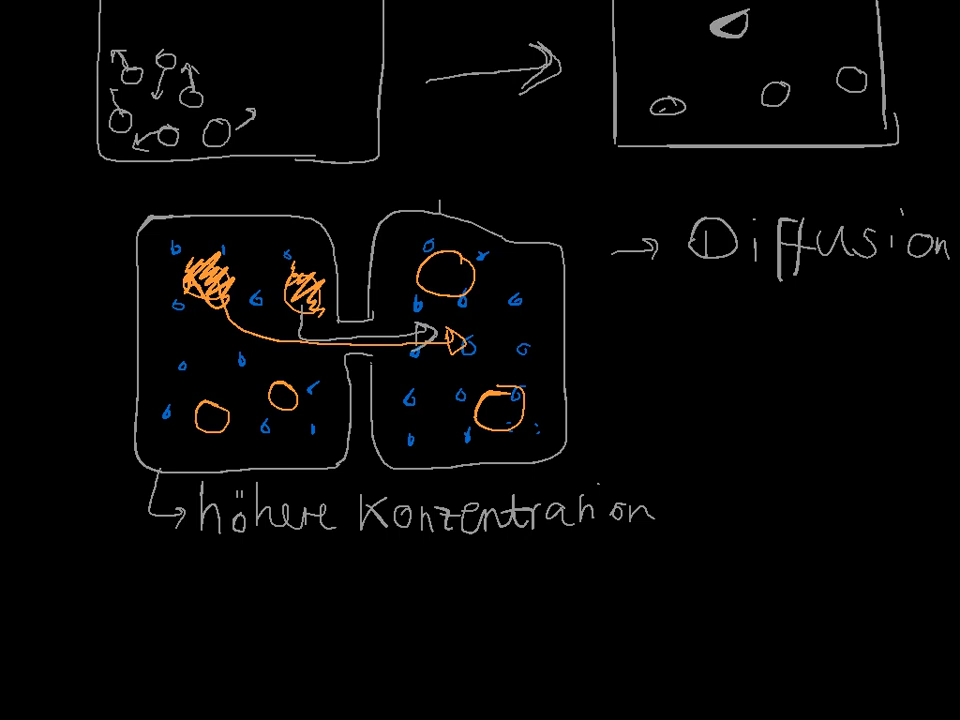 → Diffusion
↳ höhere Konzentration